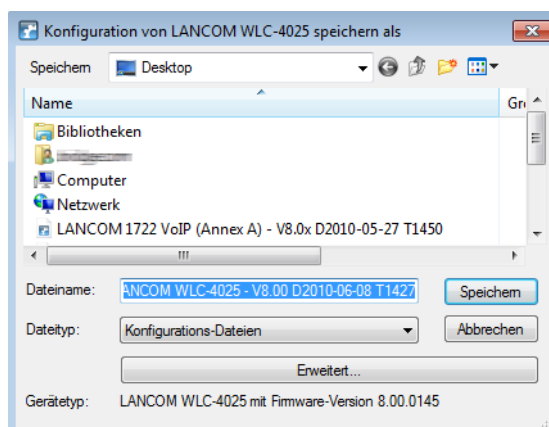 Konfiguration von LANCOM WLC-4025 speichern als
Speichern Desktop
Name Grö
Bibliotheken
Computer
Netzwerk
LANCOM 1722 VoIP (Annex A) - V8.0x D2010-05-27 T1450
Dateiname: ANCOM WLC-4025 - V8.00 D2010-06-08 T1427 Speichern
Dateityp: Konfigurations-Dateien Abbrechen
Erweitert...
Gerätetyp: LANCOM WLC-4025 mit Firmware-Version 8.00.0145